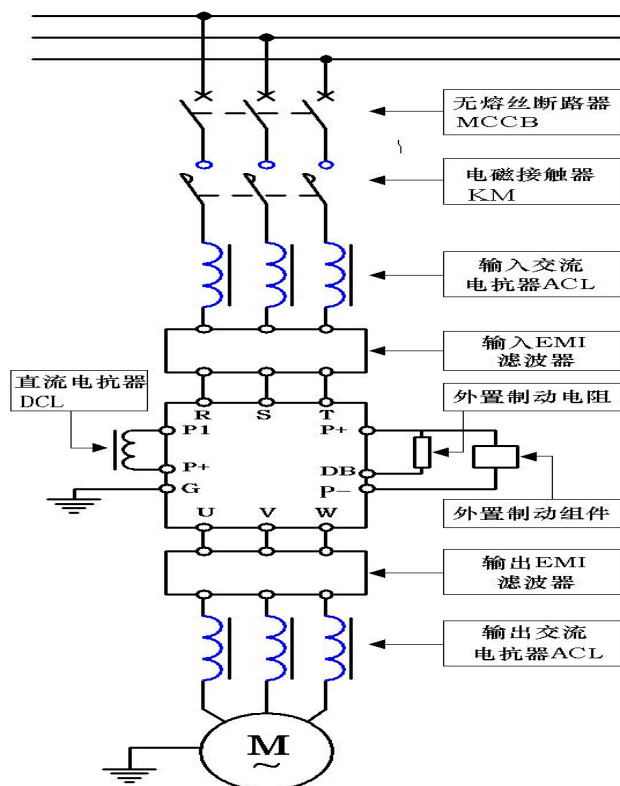 无熔丝断路器
MCCB
电磁接触器
KM
输入交流
电抗器ACL
输入EMI
滤波器
直流电抗器
DCL
外置制动电阻
R S T
P1 P+
P+ DB
G P-
U V W
外置制动组件
输出EMI
滤波器
输出交流
电抗器ACL
M
~